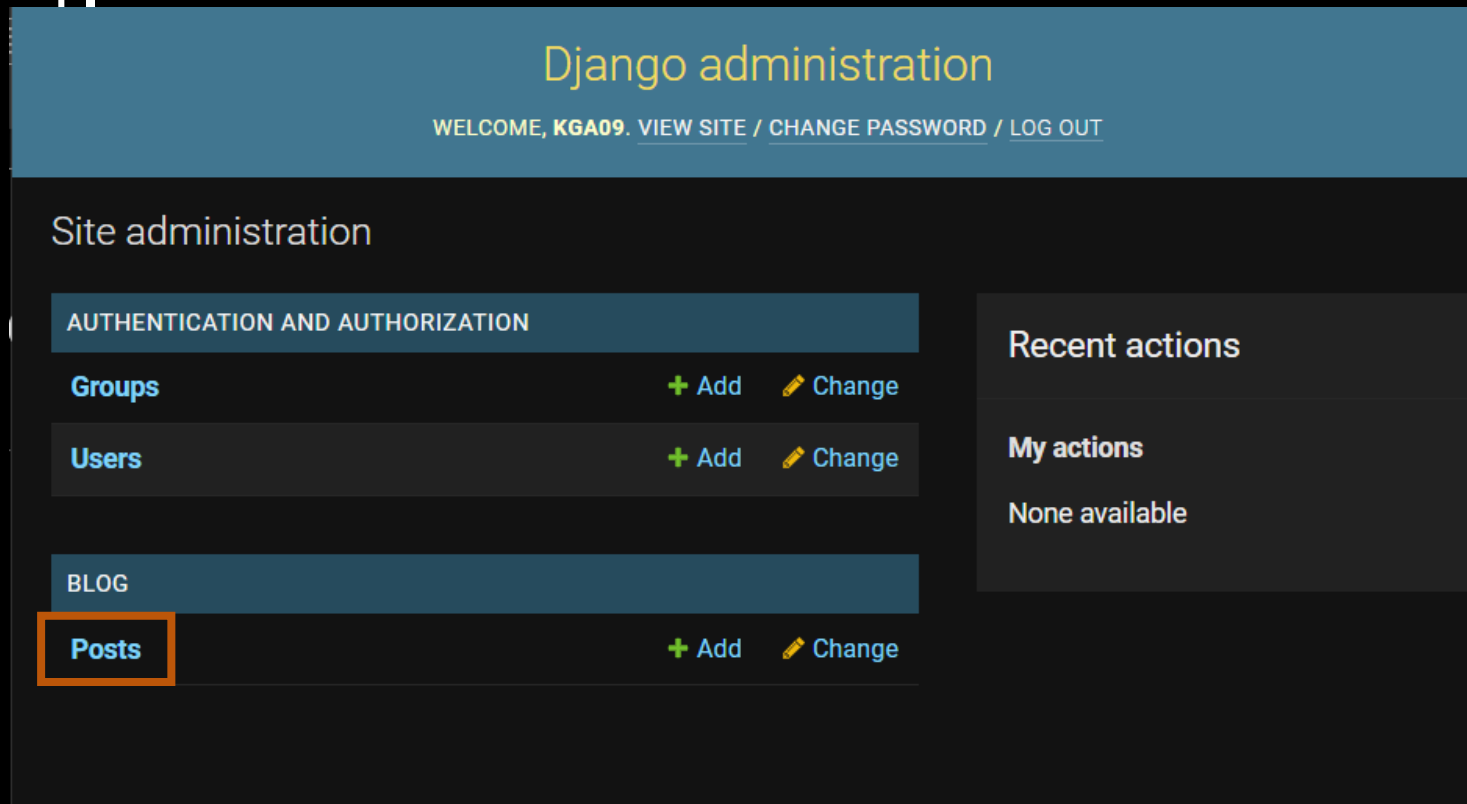 Django administration
WELCOME, KGA09. VIEW SITE / CHANGE PASSWORD / LOG OUT
Site administration
AUTHENTICATION AND AUTHORIZATION
Groups + Add Change
Users + Add Change
BLOG
Posts + Add Change
Recent actions
My actions
None available